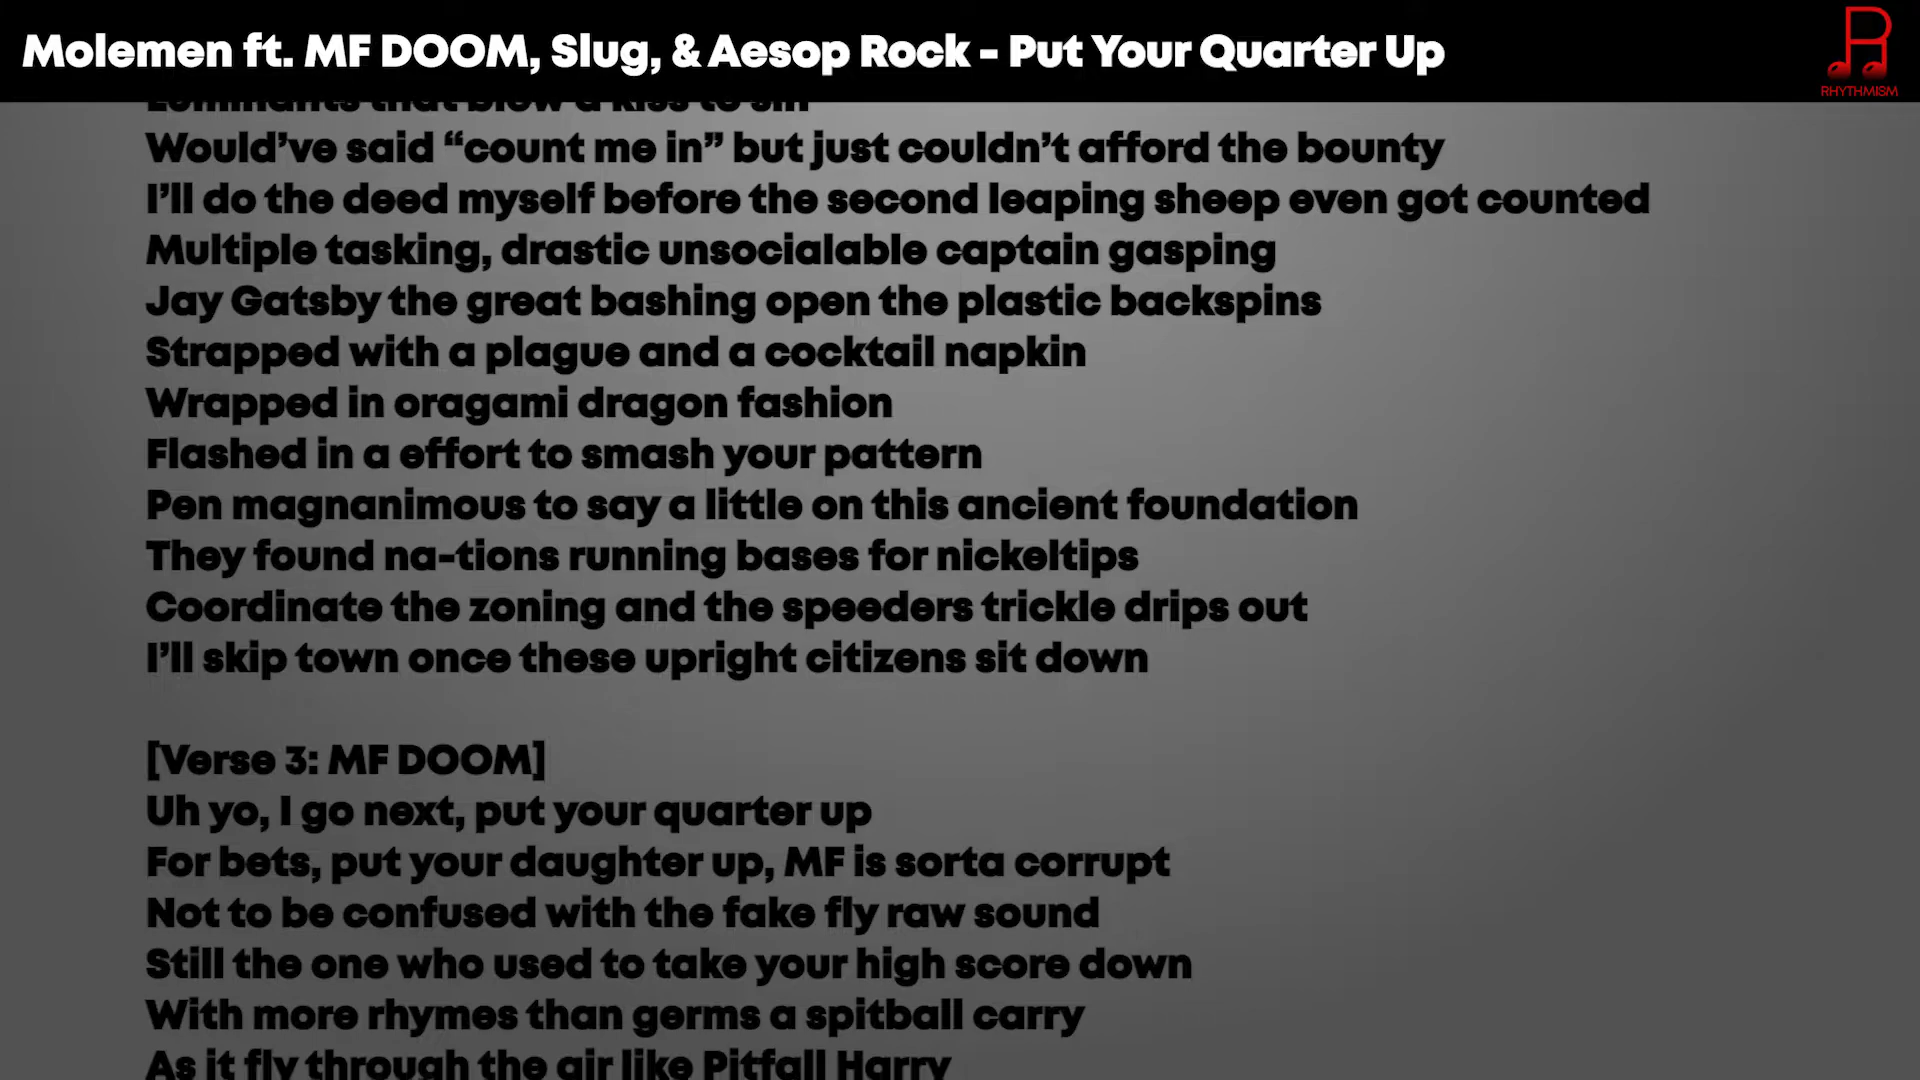 Molemen ft. MF DOOM, Slug, & Aesop Rock - Put Your Quarter Up
RHYTHMISM
that blow a kiss to sin
Would’ve said “count me in” but just couldn’t afford the bounty
I’ll do the deed myself before the second leaping sheep even got counted
Multiple tasking, drastic unsocialable captain gasping
Jay Gatsby the great bashing open the plastic backspins
Strapped with a plague and a cocktail napkin
Wrapped in oragami dragon fashion
Flashed in a effort to smash your pattern
Pen magnanimous to say a little on this ancient foundation
They found na-tions running bases for nickeltips
Coordinate the zoning and the speeders trickle drips out
I’ll skip town once these upright citizens sit down
[Verse 3: MF DOOM]
Uh yo, I go next, put your quarter up
For bets, put your daughter up, MF is sorta corrupt
Not to be confused with the fake fly raw sound
Still the one who used to take your high score down
With more rhymes than germs a spitball carry
As it fly through the air like Pitfall Harry